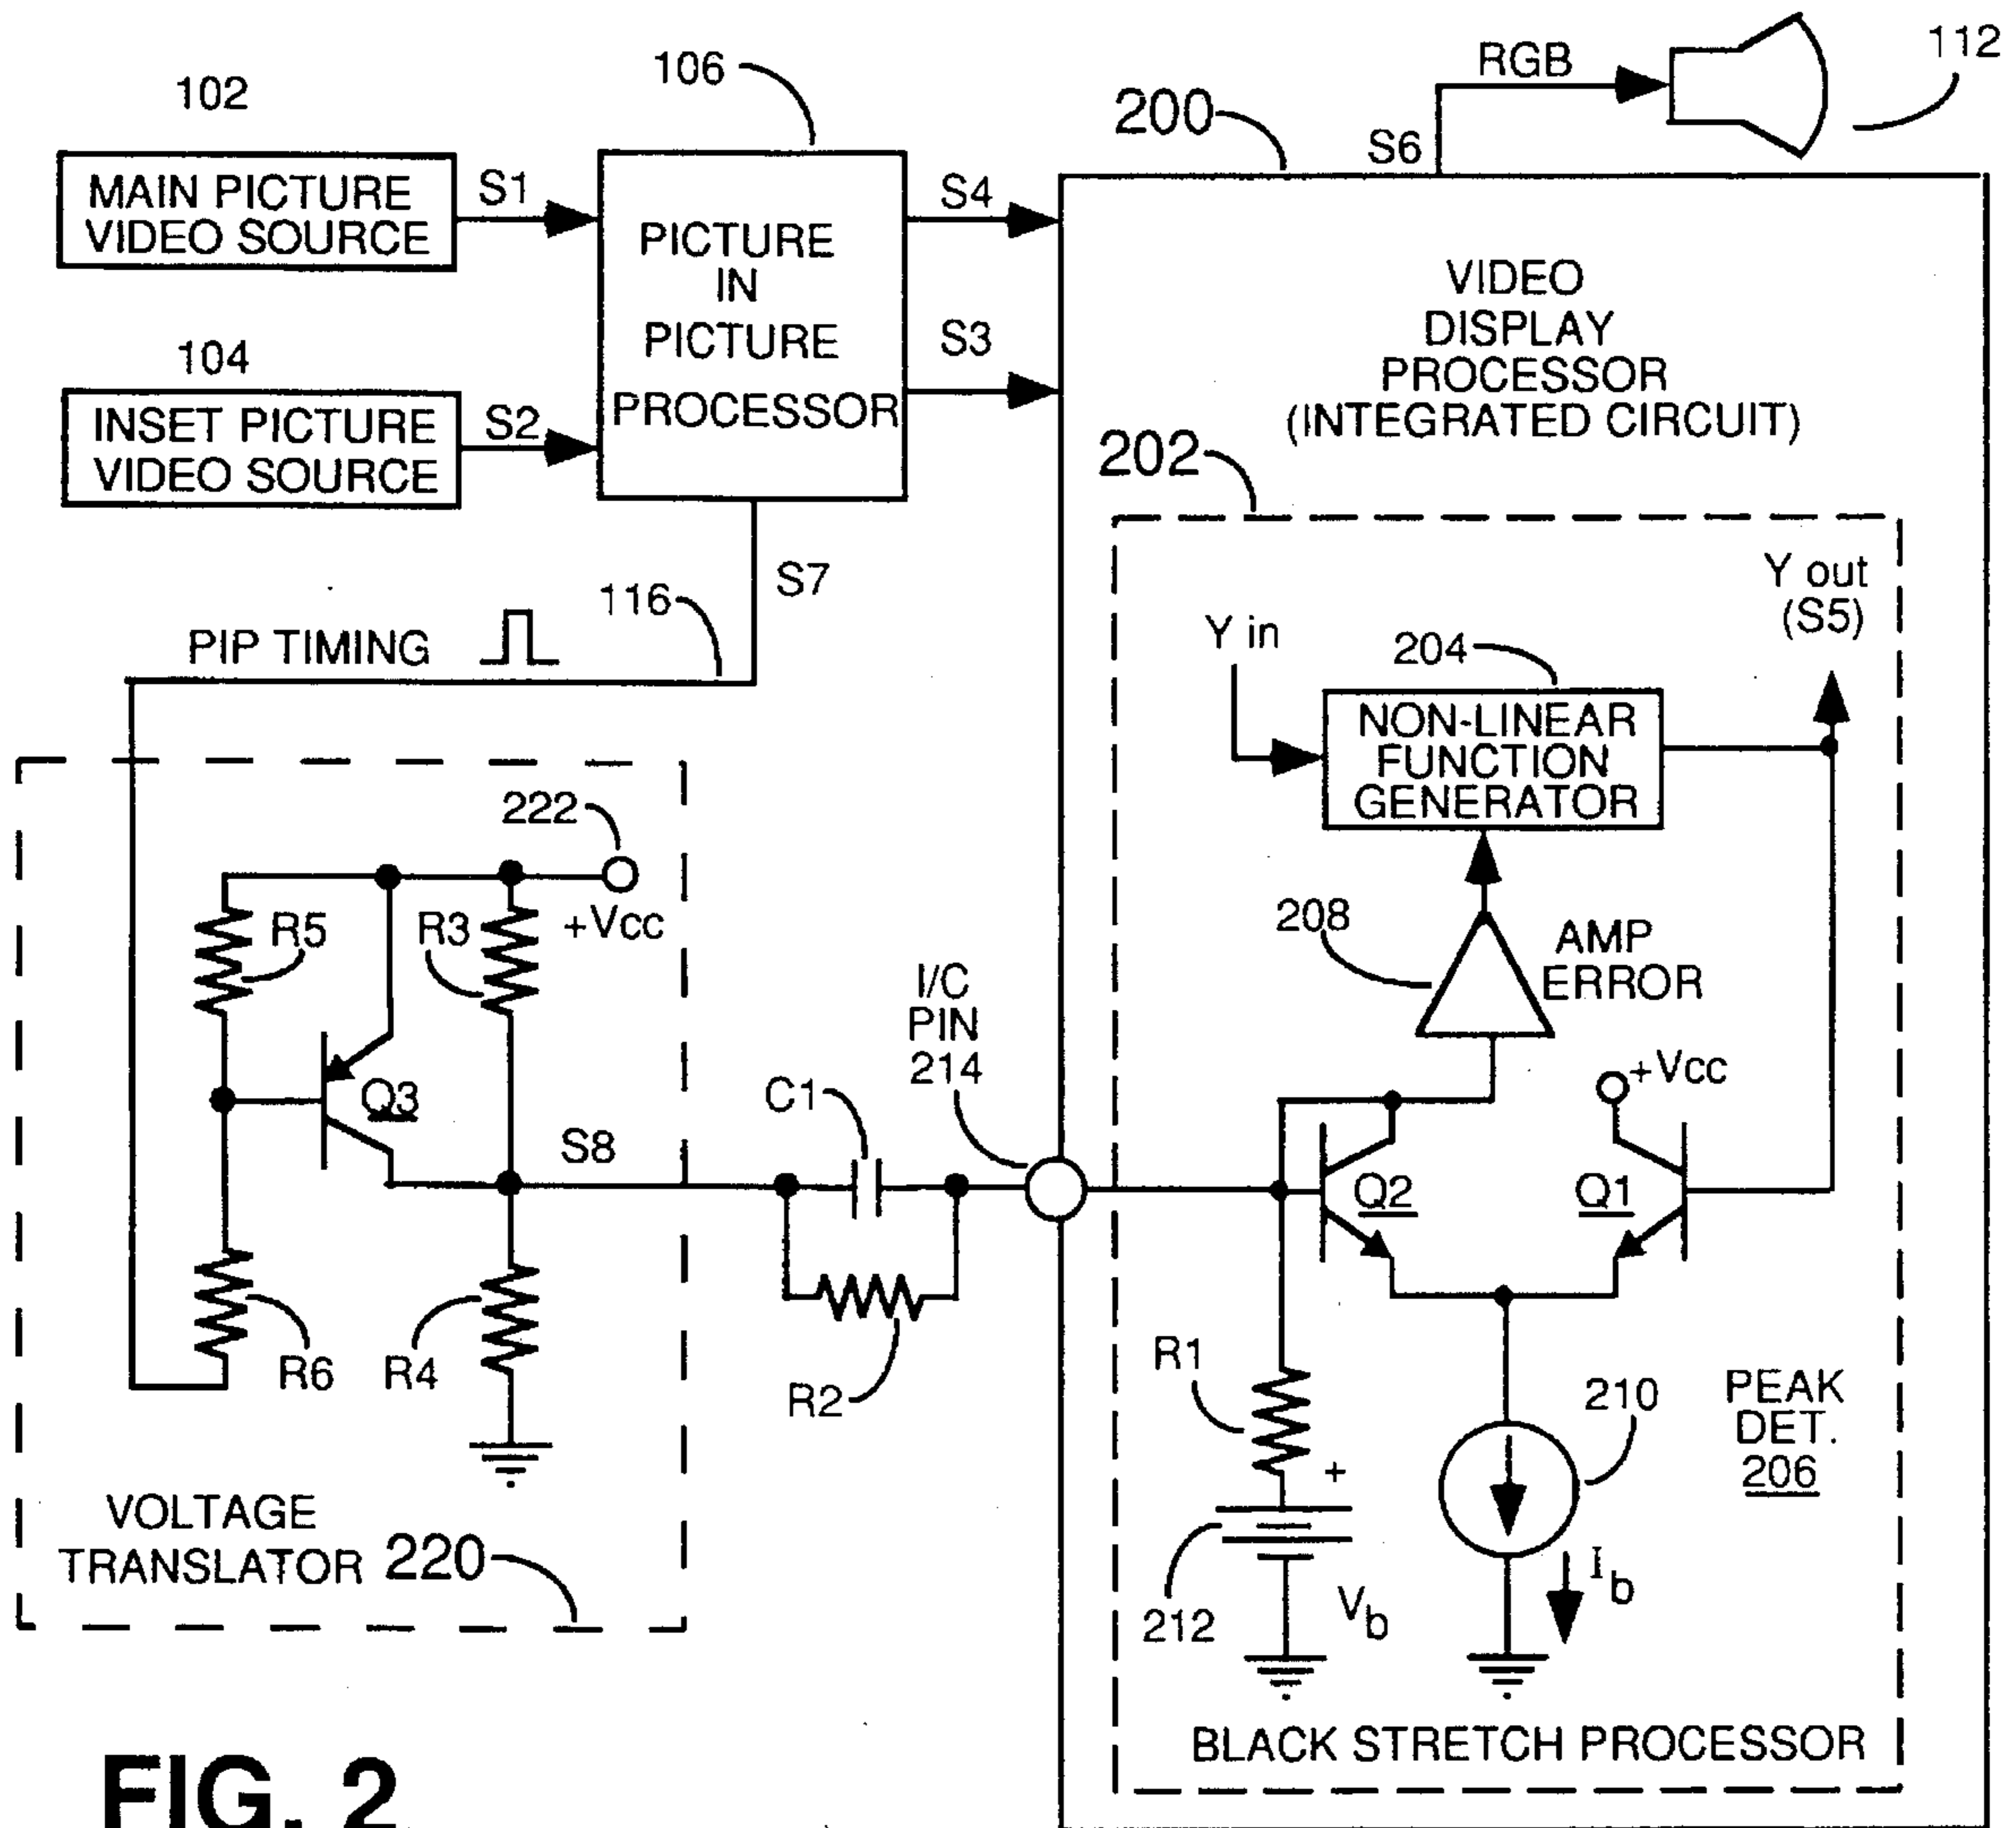 102
MAIN PICTURE
VIDEO SOURCE
S1
104
INSET PICTURE
VIDEO SOURCE
S2
106
PICTURE
IN
PICTURE
PROCESSOR
S4
S3
S7
116
PIP TIMING
200
S6
RGB
112
VIDEO
DISPLAY
PROCESSOR
(INTEGRATED CIRCUIT)
202
Y in
204
NON-LINEAR
FUNCTION
GENERATOR
Y out
(S5)
208
AMP
ERROR
222
+Vcc
R5
R3
Q3
S8
R6
R4
VOLTAGE
TRANSLATOR 220
C1
R2
I/C
PIN
214
+Vcc
Q2
Q1
R1
+
212
Vb
210
Ib
PEAK
DET.
206
BLACK STRETCH PROCESSOR
FIG. 2